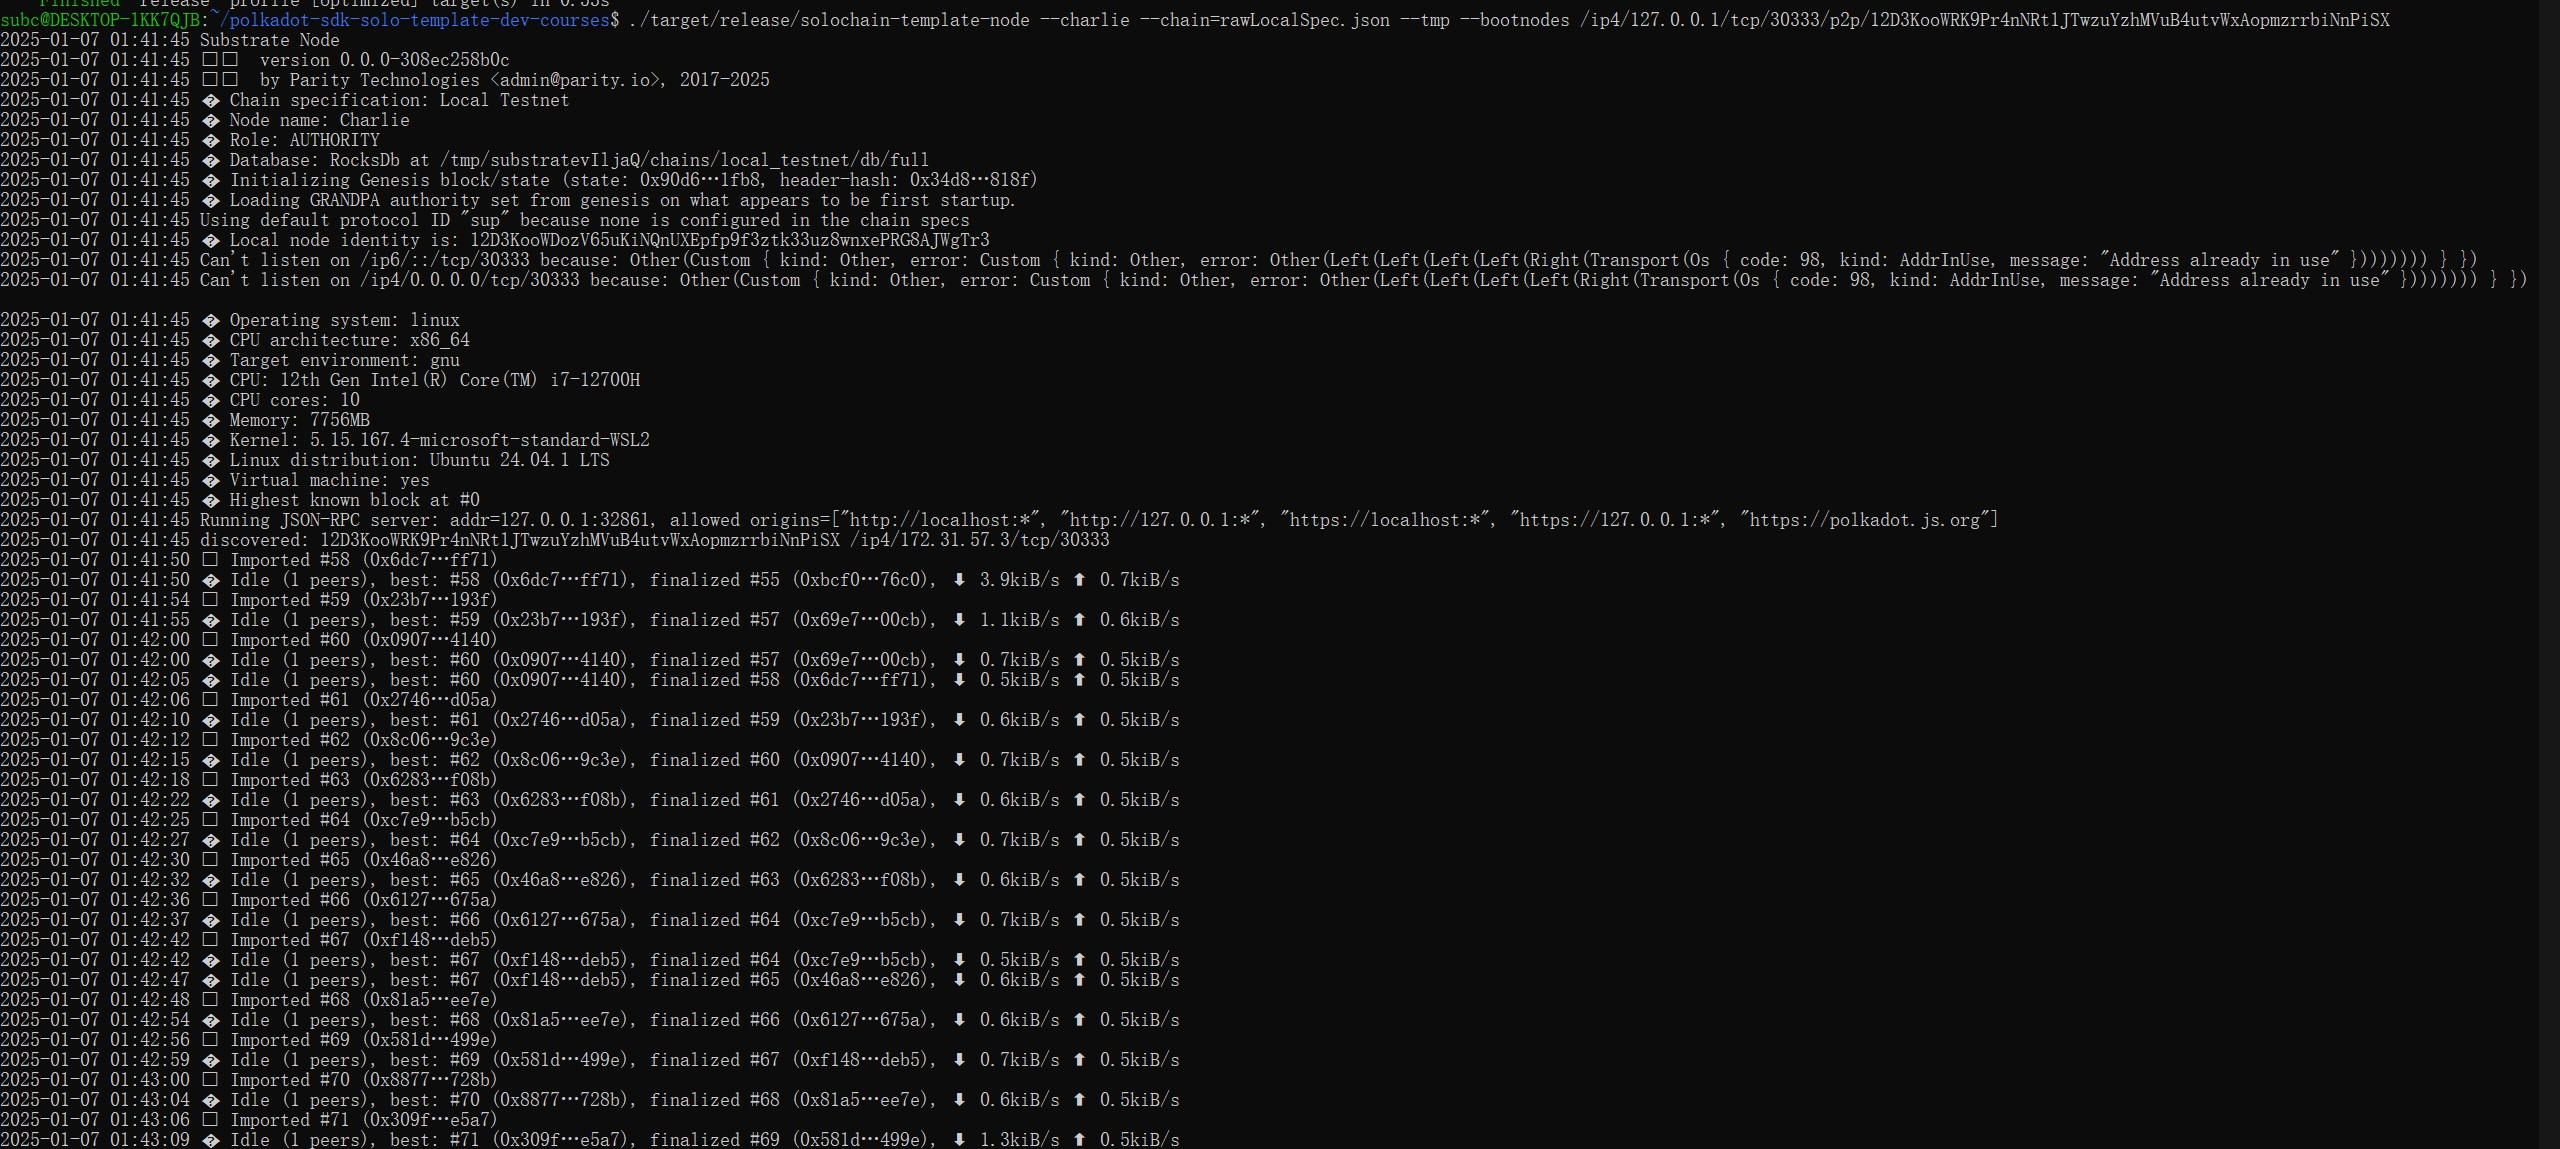 Finished `release` profile [optimized] target(s) in 0.53s
subc@DESKTOP-1KK7QJB:~/polkadot-sdk-solo-template-dev-courses$ ./target/release/solochain-template-node --charlie --chain=rawLocalSpec.json --tmp --bootnodes /ip4/127.0.0.1/tcp/30333/p2p/12D3KooWRK9Pr4nNRt1JTwzuYzhMVuB4utvWxAopmzrrbiNnPiSX
2025-01-07 01:41:45 Substrate Node
2025-01-07 01:41:45 □□  version 0.0.0-308ec258b0c
2025-01-07 01:41:45 □□  by Parity Technologies <admin@parity.io>, 2017-2025
2025-01-07 01:41:45 � Chain specification: Local Testnet
2025-01-07 01:41:45 � Node name: Charlie
2025-01-07 01:41:45 � Role: AUTHORITY
2025-01-07 01:41:45 � Database: RocksDb at /tmp/substratevIljaQ/chains/local_testnet/db/full
2025-01-07 01:41:45 � Initializing Genesis block/state (state: 0x90d6…1fb8, header-hash: 0x34d8…818f)
2025-01-07 01:41:45 � Loading GRANDPA authority set from genesis on what appears to be first startup.
2025-01-07 01:41:45 Using default protocol ID "sup" because none is configured in the chain specs
2025-01-07 01:41:45 � Local node identity is: 12D3KooWDozV65uKiNQnUXEpfp9f3ztk33uz8wnxePRG8AJWgTr3
2025-01-07 01:41:45 Can't listen on /ip6/::/tcp/30333 because: Other(Custom { kind: Other, error: Custom { kind: Other, error: Other(Left(Left(Left(Left(Right(Transport(Os { code: 98, kind: AddrInUse, message: "Address already in use" }))))))) } })
2025-01-07 01:41:45 Can't listen on /ip4/0.0.0.0/tcp/30333 because: Other(Custom { kind: Other, error: Custom { kind: Other, error: Other(Left(Left(Left(Left(Right(Transport(Os { code: 98, kind: AddrInUse, message: "Address already in use" }))))))) } })
2025-01-07 01:41:45 � Operating system: linux
2025-01-07 01:41:45 � CPU architecture: x86_64
2025-01-07 01:41:45 � Target environment: gnu
2025-01-07 01:41:45 � CPU: 12th Gen Intel(R) Core(TM) i7-12700H
2025-01-07 01:41:45 � CPU cores: 10
2025-01-07 01:41:45 � Memory: 7756MB
2025-01-07 01:41:45 � Kernel: 5.15.167.4-microsoft-standard-WSL2
2025-01-07 01:41:45 � Linux distribution: Ubuntu 24.04.1 LTS
2025-01-07 01:41:45 � Virtual machine: yes
2025-01-07 01:41:45 � Highest known block at #0
2025-01-07 01:41:45 Running JSON-RPC server: addr=127.0.0.1:32861, allowed origins=["http://localhost:*", "http://127.0.0.1:*", "https://localhost:*", "https://127.0.0.1:*", "https://polkadot.js.org"]
2025-01-07 01:41:45 discovered: 12D3KooWRK9Pr4nNRt1JTwzuYzhMVuB4utvWxAopmzrrbiNnPiSX /ip4/172.31.57.3/tcp/30333
2025-01-07 01:41:50 □ Imported #58 (0x6dc7…ff71)
2025-01-07 01:41:50 � Idle (1 peers), best: #58 (0x6dc7…ff71), finalized #55 (0xbcf0…76c0), ⬇ 3.9kiB/s ⬆ 0.7kiB/s
2025-01-07 01:41:54 □ Imported #59 (0x23b7…193f)
2025-01-07 01:41:55 � Idle (1 peers), best: #59 (0x23b7…193f), finalized #57 (0x69e7…00cb), ⬇ 1.1kiB/s ⬆ 0.6kiB/s
2025-01-07 01:42:00 □ Imported #60 (0x0907…4140)
2025-01-07 01:42:00 � Idle (1 peers), best: #60 (0x0907…4140), finalized #57 (0x69e7…00cb), ⬇ 0.7kiB/s ⬆ 0.5kiB/s
2025-01-07 01:42:05 � Idle (1 peers), best: #60 (0x0907…4140), finalized #58 (0x6dc7…ff71), ⬇ 0.5kiB/s ⬆ 0.5kiB/s
2025-01-07 01:42:06 □ Imported #61 (0x2746…d05a)
2025-01-07 01:42:10 � Idle (1 peers), best: #61 (0x2746…d05a), finalized #59 (0x23b7…193f), ⬇ 0.6kiB/s ⬆ 0.5kiB/s
2025-01-07 01:42:12 □ Imported #62 (0x8c06…9c3e)
2025-01-07 01:42:15 � Idle (1 peers), best: #62 (0x8c06…9c3e), finalized #60 (0x0907…4140), ⬇ 0.7kiB/s ⬆ 0.5kiB/s
2025-01-07 01:42:18 □ Imported #63 (0x6283…f08b)
2025-01-07 01:42:22 � Idle (1 peers), best: #63 (0x6283…f08b), finalized #61 (0x2746…d05a), ⬇ 0.6kiB/s ⬆ 0.5kiB/s
2025-01-07 01:42:25 □ Imported #64 (0xc7e9…b5cb)
2025-01-07 01:42:27 � Idle (1 peers), best: #64 (0xc7e9…b5cb), finalized #62 (0x8c06…9c3e), ⬇ 0.7kiB/s ⬆ 0.5kiB/s
2025-01-07 01:42:30 □ Imported #65 (0x46a8…e826)
2025-01-07 01:42:32 � Idle (1 peers), best: #65 (0x46a8…e826), finalized #63 (0x6283…f08b), ⬇ 0.6kiB/s ⬆ 0.5kiB/s
2025-01-07 01:42:36 □ Imported #66 (0x6127…675a)
2025-01-07 01:42:37 � Idle (1 peers), best: #66 (0x6127…675a), finalized #64 (0xc7e9…b5cb), ⬇ 0.7kiB/s ⬆ 0.5kiB/s
2025-01-07 01:42:42 □ Imported #67 (0xf148…deb5)
2025-01-07 01:42:42 � Idle (1 peers), best: #67 (0xf148…deb5), finalized #64 (0xc7e9…b5cb), ⬇ 0.5kiB/s ⬆ 0.5kiB/s
2025-01-07 01:42:47 � Idle (1 peers), best: #67 (0xf148…deb5), finalized #65 (0x46a8…e826), ⬇ 0.6kiB/s ⬆ 0.5kiB/s
2025-01-07 01:42:48 □ Imported #68 (0x81a5…ee7e)
2025-01-07 01:42:54 � Idle (1 peers), best: #68 (0x81a5…ee7e), finalized #66 (0x6127…675a), ⬇ 0.6kiB/s ⬆ 0.5kiB/s
2025-01-07 01:42:56 □ Imported #69 (0x581d…499e)
2025-01-07 01:42:59 � Idle (1 peers), best: #69 (0x581d…499e), finalized #67 (0xf148…deb5), ⬇ 0.7kiB/s ⬆ 0.5kiB/s
2025-01-07 01:43:00 □ Imported #70 (0x8877…728b)
2025-01-07 01:43:04 � Idle (1 peers), best: #70 (0x8877…728b), finalized #68 (0x81a5…ee7e), ⬇ 0.6kiB/s ⬆ 0.5kiB/s
2025-01-07 01:43:06 □ Imported #71 (0x309f…e5a7)
2025-01-07 01:43:09 � Idle (1 peers), best: #71 (0x309f…e5a7), finalized #69 (0x581d…499e), ⬇ 1.3kiB/s ⬆ 0.5kiB/s